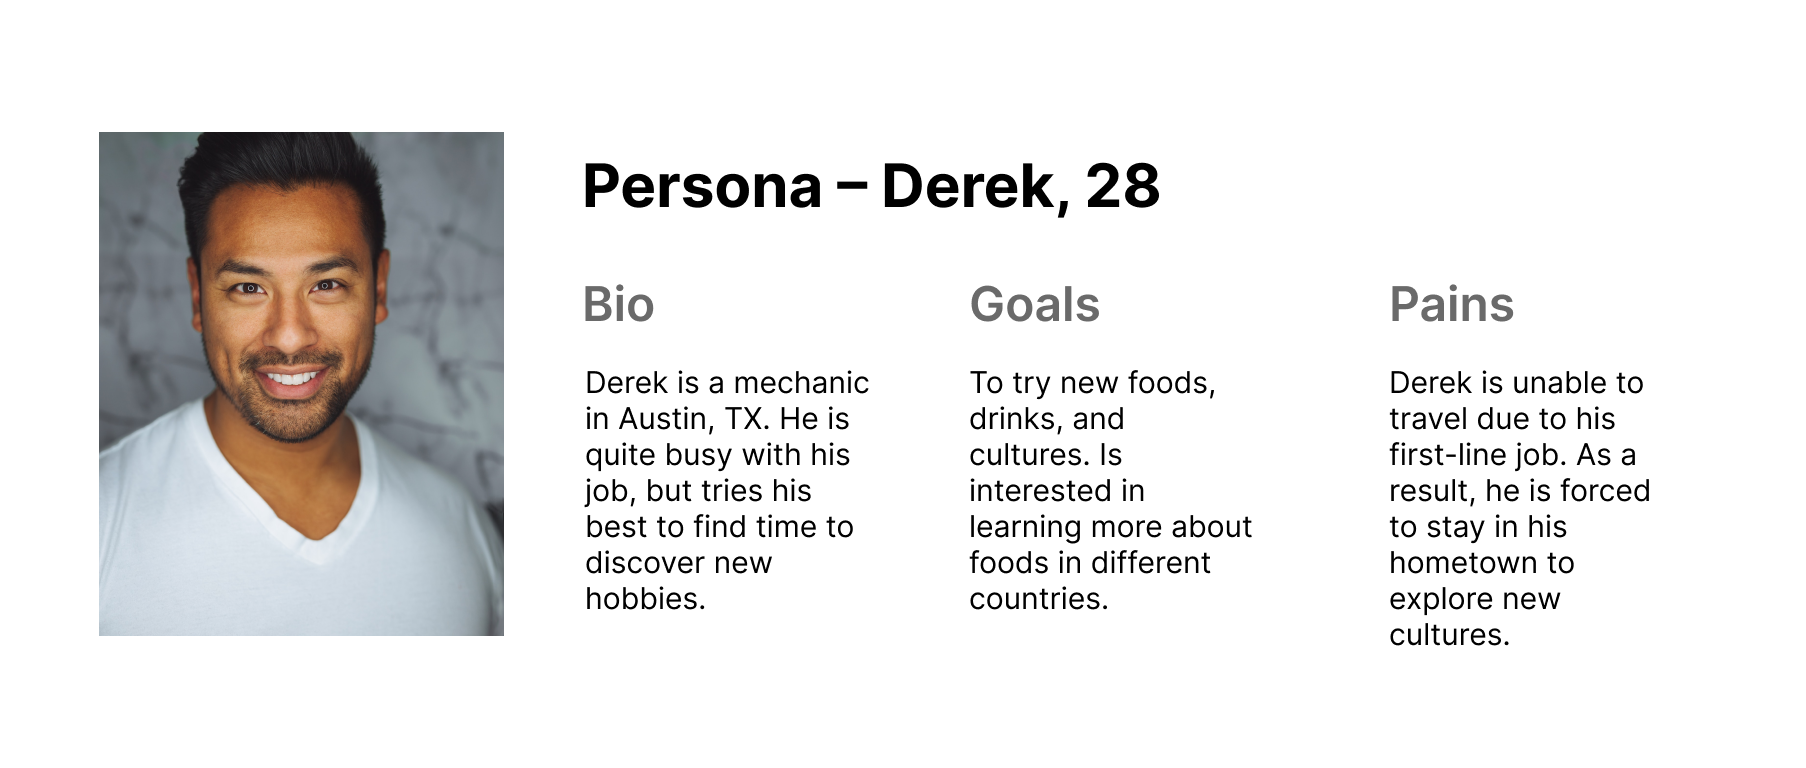 Persona – Derek, 28
Bio
Derek is a mechanic
in Austin, TX. He is
quite busy with his
job, but tries his
best to find time to
discover new
hobbies.
Goals
To try new foods,
drinks, and
cultures. Is
interested in
learning more about
foods in different
countries.
Pains
Derek is unable to
travel due to his
first-line job. As a
result, he is forced
to stay in his
hometown to
explore new
cultures.